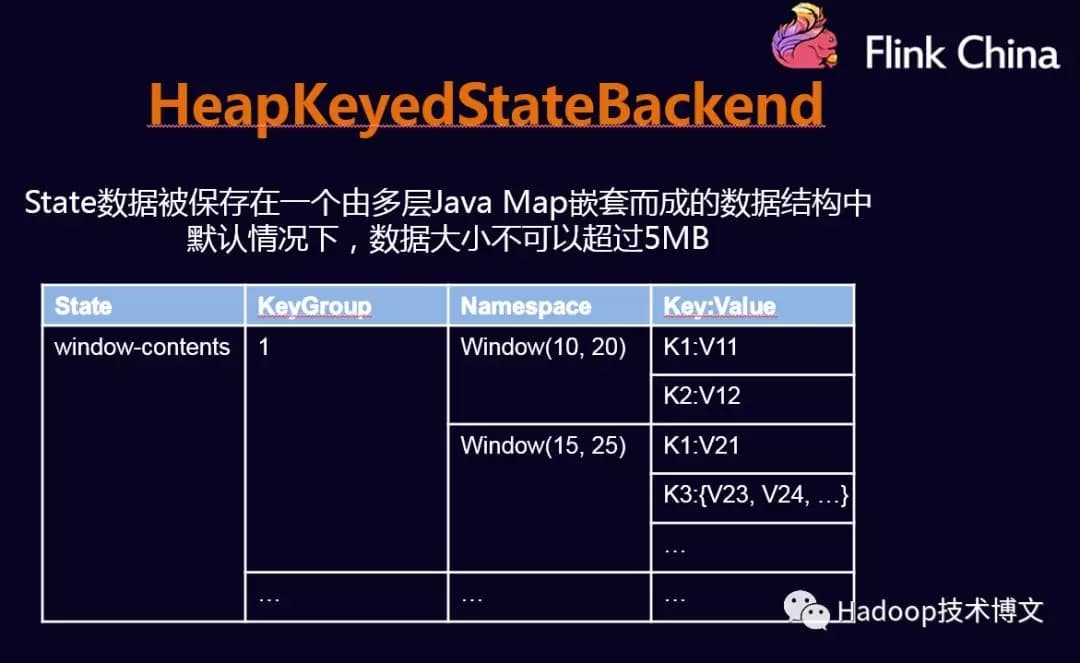 Flink China
HeapKeyedStateBackend
State数据被保存在一个由多层Java Map嵌套而成的数据结构中
默认情况下，数据大小不可以超过5MB
State KeyGroup Namespace Key:Value
window-contents 1 Window(10, 20) K1:V11
K2:V12
Window(15, 25) K1:V21
K3:{V23, V24, …}
…
… … …
Hadoop技术博文